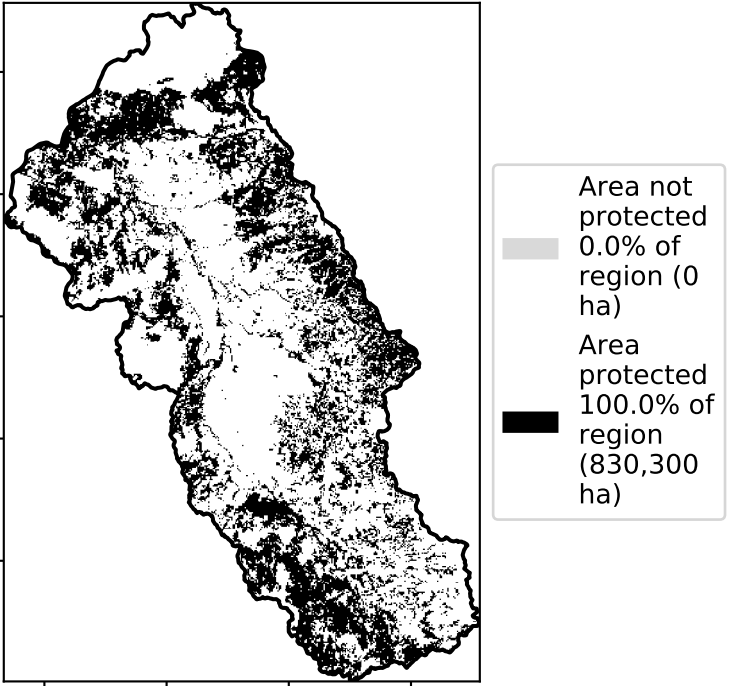 Area not
protected
0.0% of
region (0
ha)
Area
protected
100.0% of
region
(830,300
ha)